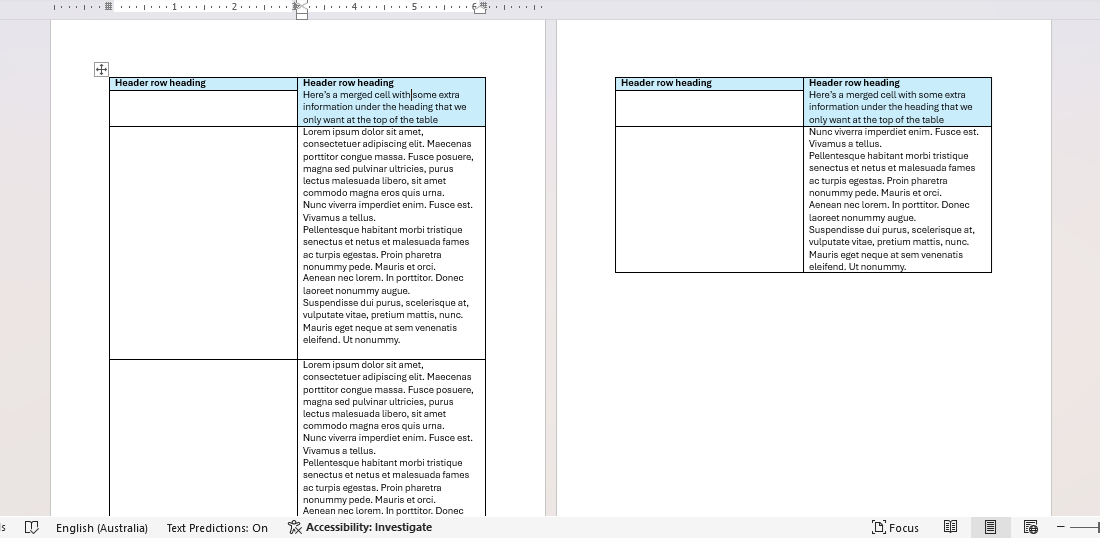 1 2 3 4 5 6
Header row heading
Header row heading
Here's a merged cell with some extra
information under the heading that we
only want at the top of the table
Lorem ipsum dolor sit amet,
consectetuer adipiscing elit. Maecenas
porttitor congue massa. Fusce posuere,
magna sed pulvinar ultricies, purus
lectus malesuada libero, sit amet
commodo magna eros quis urna.
Nunc viverra imperdiet enim. Fusce est.
Vivamus a tellus.
Pellentesque habitant morbi tristique
senectus et netus et malesuada fames
ac turpis egestas. Proin pharetra
nonummy pede. Mauris et orci.
Aenean nec lorem. In porttitor. Donec
laoreet nonummy augue.
Suspendisse dui purus, scelerisque at,
vulputate vitae, pretium mattis, nunc.
Mauris eget neque at sem venenatis
eleifend. Ut nonummy.
Lorem ipsum dolor sit amet,
consectetuer adipiscing elit. Maecenas
porttitor congue massa. Fusce posuere,
magna sed pulvinar ultricies, purus
lectus malesuada libero, sit amet
commodo magna eros quis urna.
Nunc viverra imperdiet enim. Fusce est.
Vivamus a tellus.
Pellentesque habitant morbi tristique
senectus et netus et malesuada fames
ac turpis egestas. Proin pharetra
nonummy pede. Mauris et orci.
Aenean nec lorem. In porttitor. Donec
Header row heading
Header row heading
Here's a merged cell with some extra
information under the heading that we
only want at the top of the table
Nunc viverra imperdiet enim. Fusce est.
Vivamus a tellus.
Pellentesque habitant morbi tristique
senectus et netus et malesuada fames
ac turpis egestas. Proin pharetra
nonummy pede. Mauris et orci.
Aenean nec lorem. In porttitor. Donec
laoreet nonummy augue.
Suspendisse dui purus, scelerisque at,
vulputate vitae, pretium mattis, nunc.
Mauris eget neque at sem venenatis
eleifend. Ut nonummy.
English (Australia) Text Predictions: On Accessibility: Investigate Focus